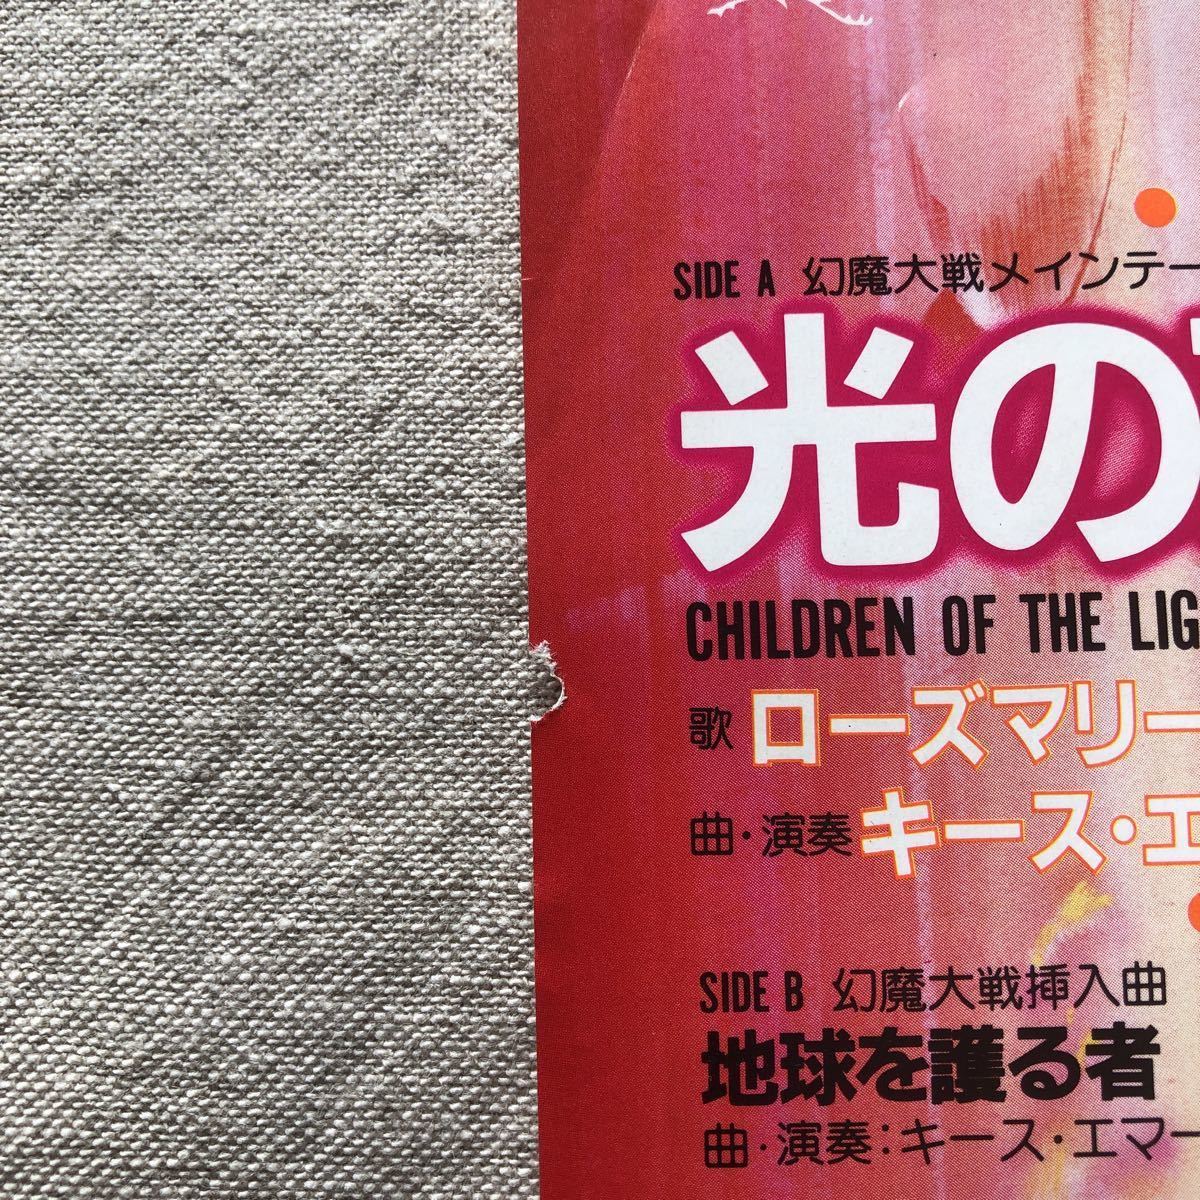 SIDE A 幻魔大戦メインテー
光の
CHILDREN OF THE LIG
歌 ローズマリー
曲・演奏 キース・エ
SIDE B 幻魔大戦挿入曲
地球を護る者
曲・演奏:キース・エマー